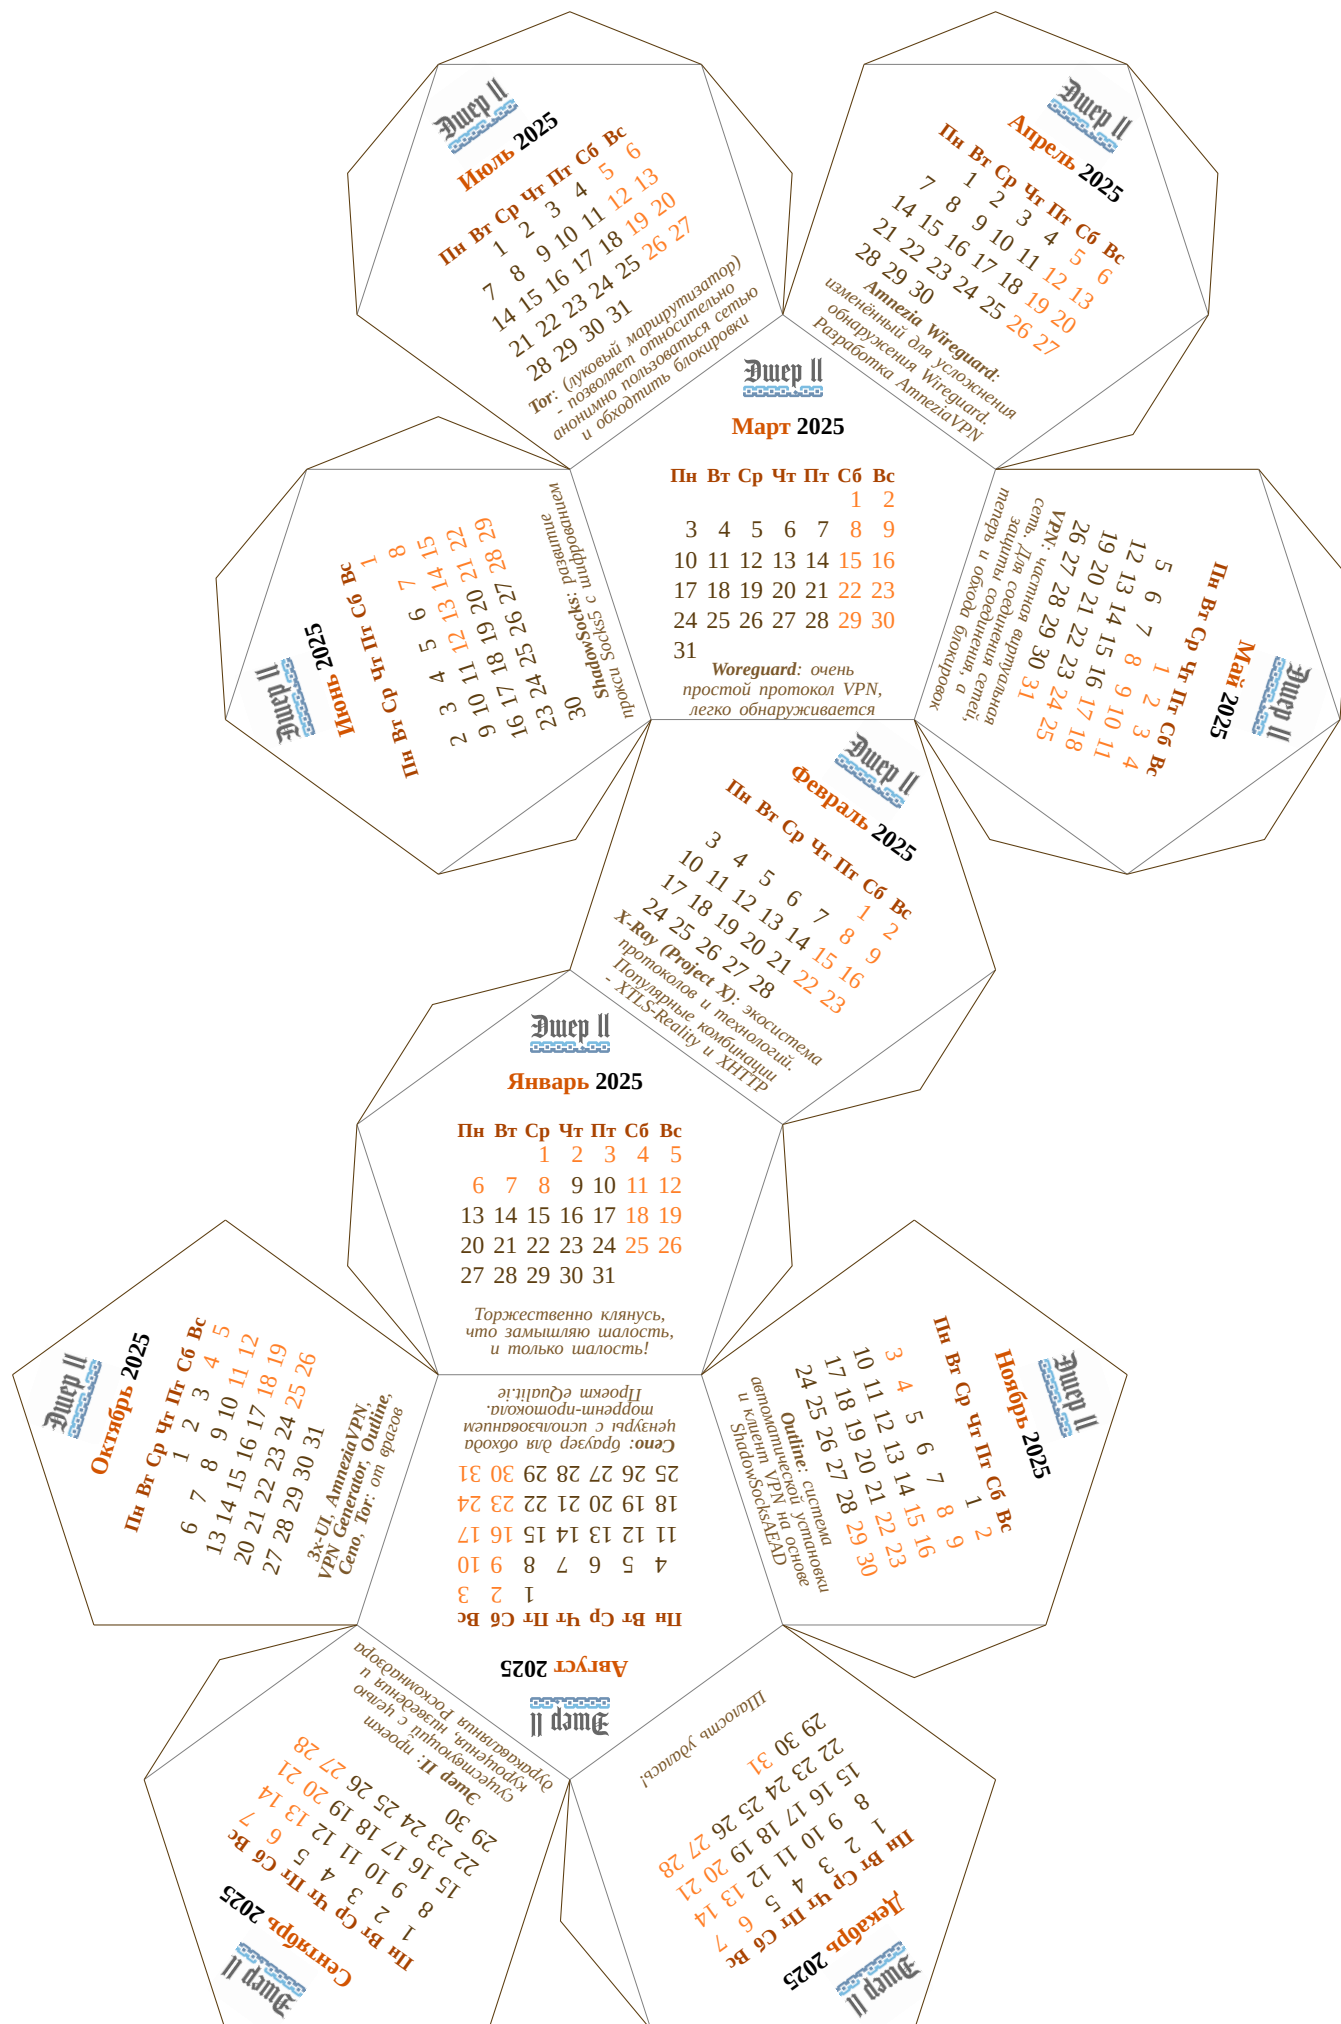 Эшер II
Июль 2025
Пн Вт Ср Чт Пт Сб Вс
1 2 3 4 5 6
7 8 9 10 11 12 13
14 15 16 17 18 19 20
21 22 23 24 25 26 27
28 29 30 31
Tor: (луковый маршрутизатор)
- позволяет относительно
анонимно пользоваться сетью
и обходтить блокировки
Эшер II
Апрель 2025
Пн Вт Ср Чт Пт Сб Вс
1 2 3 4 5 6
7 8 9 10 11 12 13
14 15 16 17 18 19 20
21 22 23 24 25 26 27
28 29 30
Amnezia Wireguard:
изменённый для усложнения
обнаружения Wireguard.
Разработка AmneziaVPN
Эшер II
Март 2025
Пн Вт Ср Чт Пт Сб Вс
1 2
3 4 5 6 7 8 9
10 11 12 13 14 15 16
17 18 19 20 21 22 23
24 25 26 27 28 29 30
31
Woreguard: очень
простой протокол VPN,
легко обнаруживается
Эшер II
Июнь 2025
Пн Вт Ср Чт Пт Сб Вс
1
2 3 4 5 6 7 8
9 10 11 12 13 14 15
16 17 18 19 20 21 22
23 24 25 26 27 28 29
30
ShadowSocks: развитие
прокси Socks5 с шифрованием
Эшер II
Май 2025
Пн Вт Ср Чт Пт Сб Вс
1 2 3 4
5 6 7 8 9 10 11
12 13 14 15 16 17 18
19 20 21 22 23 24 25
26 27 28 29 30 31
VPN: частная виртуальная
сеть. Для соединения сетей,
защиты соединения, а
теперь и обхода блокировок
Эшер II
Февраль 2025
Пн Вт Ср Чт Пт Сб Вс
1 2
3 4 5 6 7 8 9
10 11 12 13 14 15 16
17 18 19 20 21 22 23
24 25 26 27 28
X-Ray (Project X): экосистема
протоколов и технологий.
Популярные комбинации
- XTLS-Reality и XHTTP
Эшер II
Январь 2025
Пн Вт Ср Чт Пт Сб Вс
1 2 3 4 5
6 7 8 9 10 11 12
13 14 15 16 17 18 19
20 21 22 23 24 25 26
27 28 29 30 31
Торжественно клянусь,
что замышляю шалость,
и только шалость!
Эшер II
Октябрь 2025
Пн Вт Ср Чт Пт Сб Вс
1 2 3 4 5
6 7 8 9 10 11 12
13 14 15 16 17 18 19
20 21 22 23 24 25 26
27 28 29 30 31
3x-UI, AmneziaVPN,
VPN Generator, Outline,
Ceno, Tor: от врагов
Эшер II
Август 2025
Пн Вт Ср Чт Пт Сб Вс
1 2 3
4 5 6 7 8 9 10
11 12 13 14 15 16 17
18 19 20 21 22 23 24
25 26 27 28 29 30 31
Ceno: браузер для обхода
цензуры с использованием
торрент-протокола.
Проект eQualit.ie
Эшер II
Ноябрь 2025
Пн Вт Ср Чт Пт Сб Вс
1 2
3 4 5 6 7 8 9
10 11 12 13 14 15 16
17 18 19 20 21 22 23
24 25 26 27 28 29 30
Outline: система
автоматической установки
и клиент VPN на основе
ShadowSocksAEAD
Эшер II
Сентябрь 2025
Пн Вт Ср Чт Пт Сб Вс
1 2 3 4 5 6 7
8 9 10 11 12 13 14
15 16 17 18 19 20 21
22 23 24 25 26 27 28
29 30
Эшер II: проект
существующий с целью
курощения, низведения и
дуракаваляния Роскомнадзора
Эшер II
Декабрь 2025
Пн Вт Ср Чт Пт Сб Вс
1 2 3 4 5 6 7
8 9 10 11 12 13 14
15 16 17 18 19 20 21
22 23 24 25 26 27 28
29 30 31
Шалость удалась!